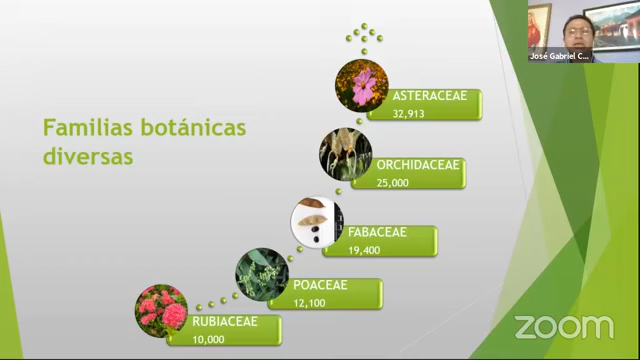 José Gabriel C...
Familias botánicas
diversas
ASTERACEAE
32,913
ORCHIDACEAE
25,000
FABACEAE
19,400
POACEAE
12,100
RUBIACEAE
10,000
zoom